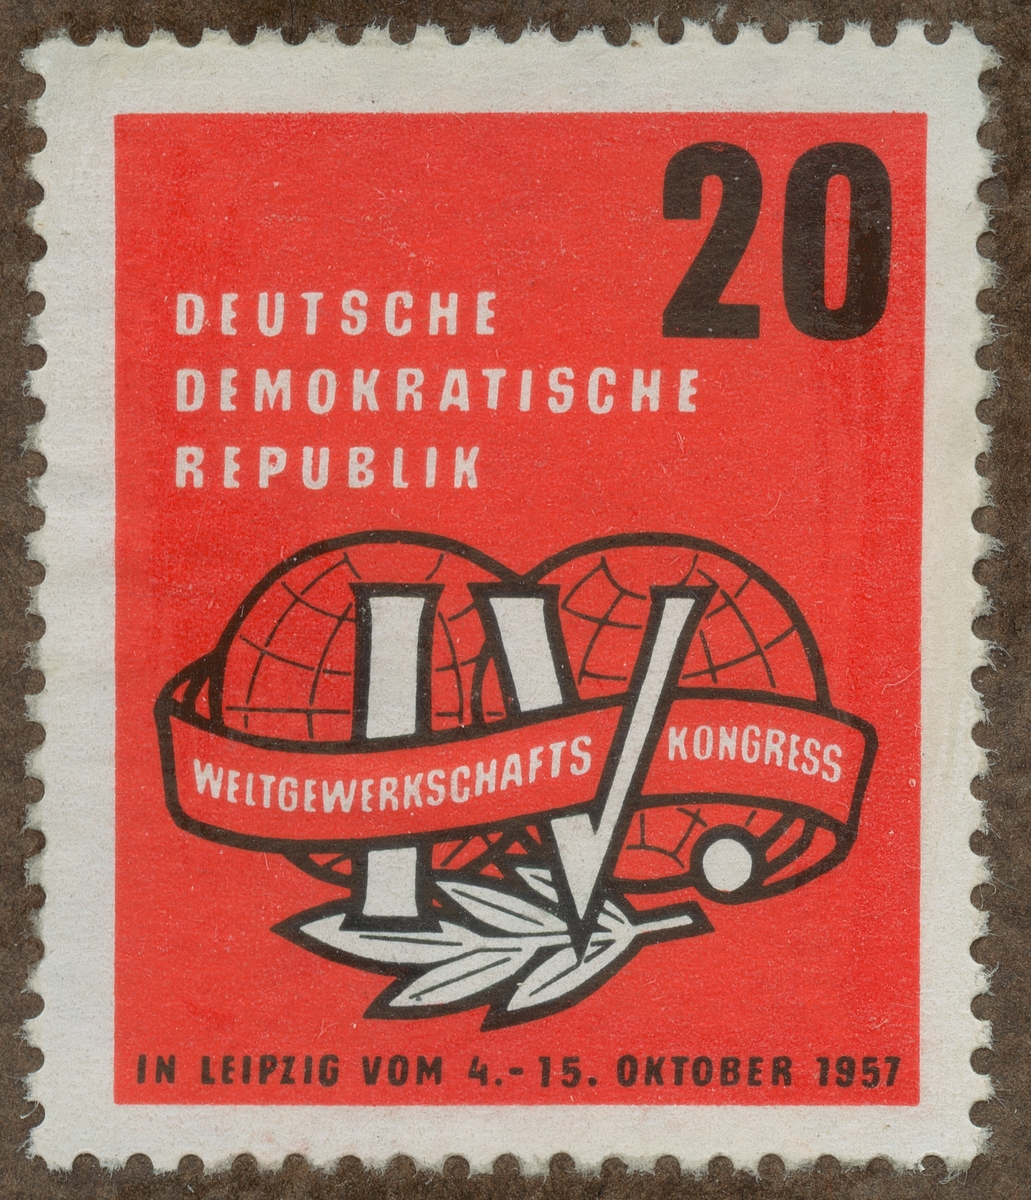 20
DEUTSCHE
DEMOKRATISCHE
REPUBLIK
IV.
WELTGEWERKSCHAFTS KONGRESS
IN LEIPZIG VOM 4.-15. OKTOBER 1957